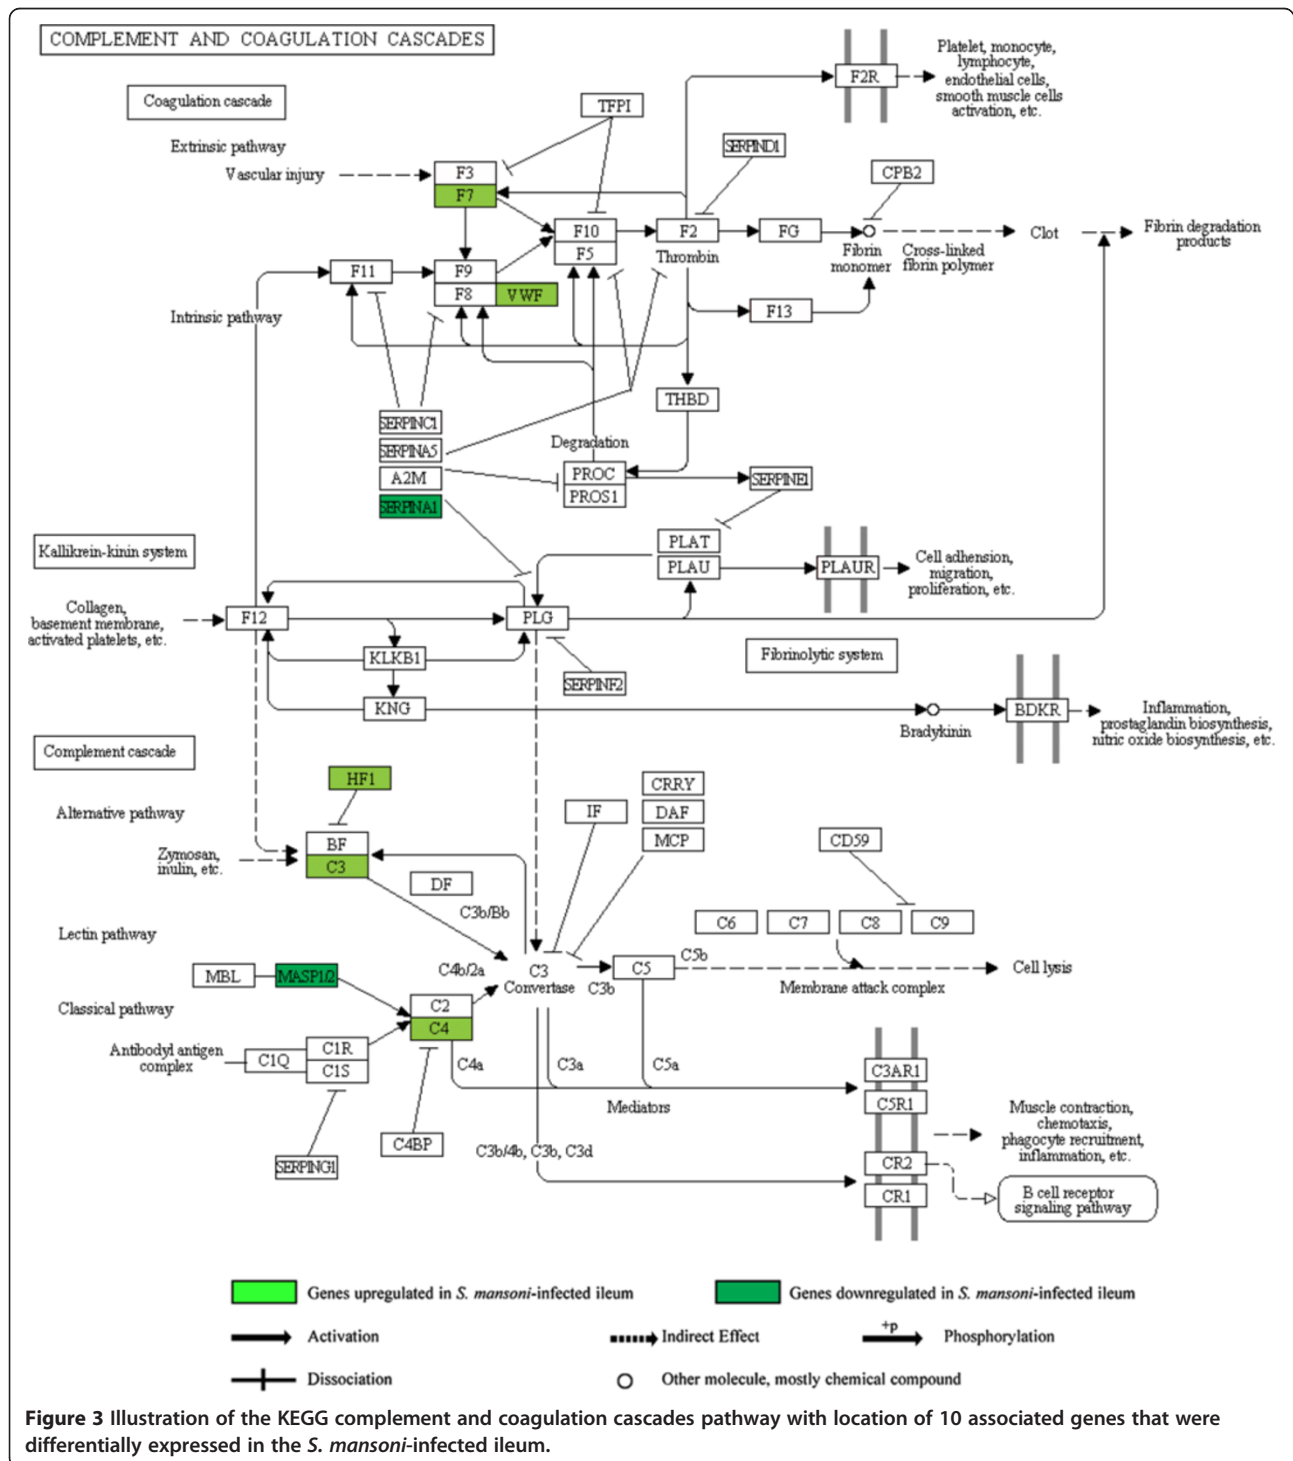 COMPLEMENT AND COAGULATION CASCADES
Platelet, monocyte,
lymphocyte,
endothelial cells,
smooth muscle cells
activation, etc.
F2R
Coagulation cascade
TFPI
Extrinsic pathway
Vascular injury
F3
F7
SERPIND1
CPB2
F10
F5
F2
Thrombin
FG
Fibrin
monomer
Cross-linked
fibrin polymer
Clot
Fibrin degradation
products
F11
F9
F8
VWF
F13
Intrinsic pathway
THBD
SERPINC1
SERPINA5
A2M
SERPINA1
Degradation
PROC
PROS1
SERPINE1
Kallikrein-kinin system
PLAT
PLAU
PLAUR
Cell adhension,
migration,
proliferation, etc.
Collagen,
basement membrane,
activated platelets, etc.
F12
PLG
KLKB1
KNG
SERPINF2
Fibrinolytic system
Bradykinin
BDKR
Inflammation,
prostaglandin biosynthesis,
nitric oxide biosynthesis, etc.
Complement cascade
HF1
Alternative pathway
Zymosan,
inulin, etc.
BF
C3
DF
C3b/Bb
IF
CRRY
DAF
MCP
CD59
C6
C7
C8
C9
Lectin pathway
MBL
MASP1/2
C4b/2a
C3
Convertase
C3b
C5
C5b
Membrane attack complex
Cell lysis
Classical pathway
C2
C4
Antibodyl antigen
complex
C1Q
C1R
C1S
C4a
C3a
C5a
Mediators
C3AR1
C5R1
CR2
CR1
SERPING1
C4BP
C3b/4b, C3b, C3d
Muscle contraction,
chemotaxis,
phagocyte recruitment,
inflammation, etc.
B cell receptor
signaling pathway
Genes upregulated in S. mansoni-infected ileum
Genes downregulated in S. mansoni-infected ileum
Activation
Indirect Effect
+p
Phosphorylation
Dissociation
Other molecule, mostly chemical compound
Figure 3 Illustration of the KEGG complement and coagulation cascades pathway with location of 10 associated genes that were
differentially expressed in the S. mansoni-infected ileum.